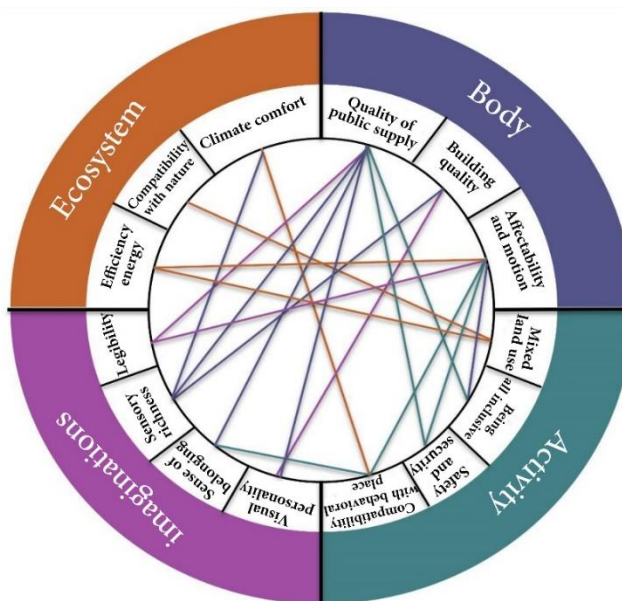 Ecosystem
Body
Activity
imaginations
Climate comfort
Quality of
public supply
Building
quality
Affectability
and motion
Mixed
land use
Being
all inclusive
Safety
and
security
Compatibility
with behavioral
place
Visual
personality
Sense of
belonging
Sensory
richness
Legibility
Efficiency
energy
Compatibility
with nature